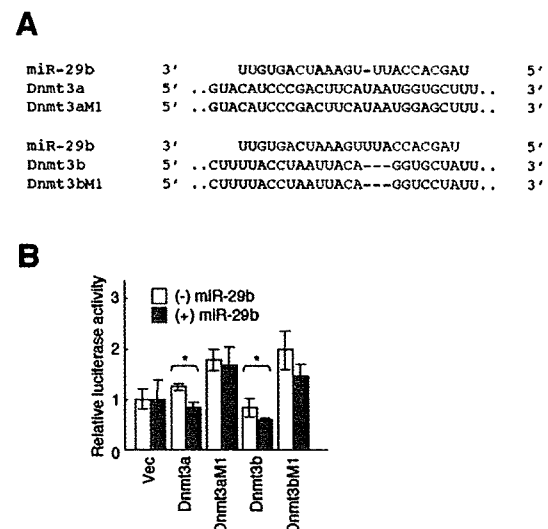 A
miR-29b 3' UUGUGACUAAAGU-UUACCACGAU 5'
Dnmt3a 5' ..GUACAUCCCGACUUCAUAAUGGUGCUUU.. 3'
Dnmt3aM1 5' ..GUACAUCCCGACUUCAUAAUGGAGCUUU.. 3'
miR-29b 3' UUGUGACUAAAGUUUACCACGAU 5'
Dnmt3b 5' ..CUUUUACCUAAUUACA---GGUGCUAUU.. 3'
Dnmt3bM1 5' ..CUUUUACCUAAUUACA---GGUCCUAUU.. 3'
B
Relative luciferase activity
3
2
1
0
(-) miR-29b
(+) miR-29b
*
*
Vec
Dnmt3a
Dnmt3aM1
Dnmt3b
Dnmt3bM1